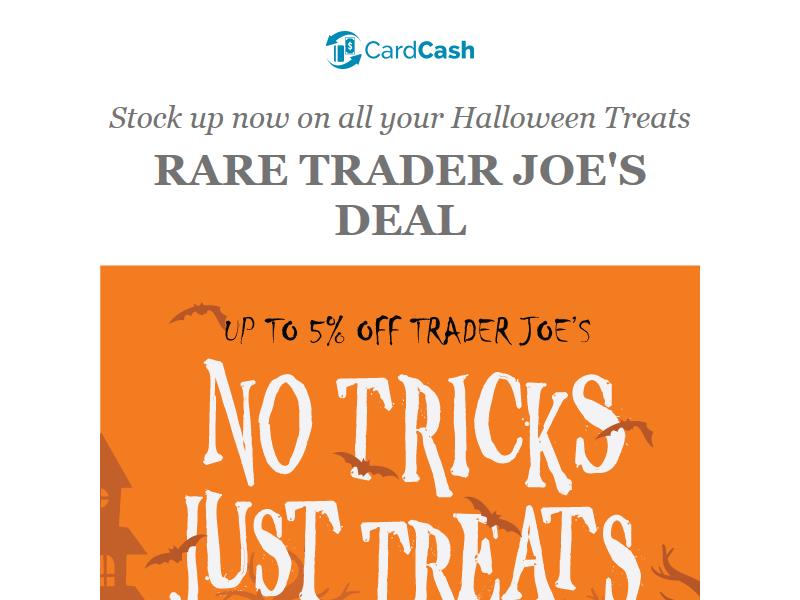 CardCash
Stock up now on all your Halloween Treats
RARE TRADER JOE'S
DEAL
UP TO 5% OFF TRADER JOE'S
NO TRICKS
JUST TREATS